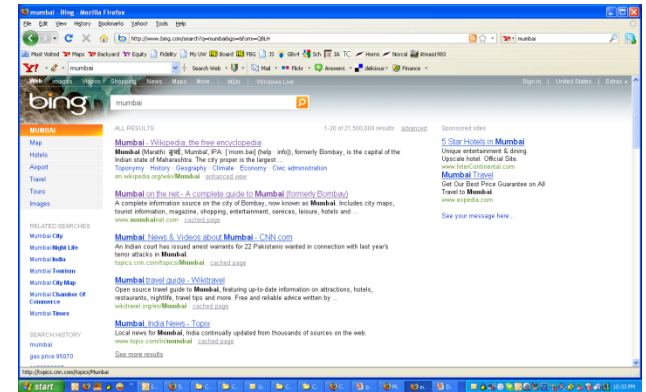 mumbai - Bing - Mozilla Firefox
File Edit View History Bookmarks Yahoo! Tools Help
http://www.bing.com/search?q=mumbai&go=&form=QBLH
mumbai
Most Visited Maps Backyard Equity Fidelity My UW Board FBG JS GBv4 Sch IA TC Horns Norcal
mumbai Search Web Mail Flickr Answers delicious Finance
Web Images Videos Shopping News Maps More MSN Windows Live
Sign in United States Extras
bing
mumbai
MUMBAI
Map
Hotels
Airport
Travel
Tours
Images
RELATED SEARCHES
Mumbai City
Mumbai Night Life
Mumbai India
Mumbai Tourism
Mumbai City Map
Mumbai Chamber Of
Commerce
Mumbai Times
SEARCH HISTORY
mumbai
gas price 95070
ALL RESULTS 1-20 of 21,500,000 results · advanced
Mumbai - Wikipedia, the free encyclopedia
Mumbai (Marathi: मुंबई, Mumbai, IPA: [ˈmʊm.bəi] (help · info)), formerly Bombay, is the capital of the
Indian state of Maharashtra. The city proper is the largest ...
Toponymy · History · Geography · Climate · Economy · Civic administration
en.wikipedia.org/wiki/Mumbai · enhanced view
Mumbai on the net - A complete guide to Mumbai (formerly Bombay)
A complete information source on the city of Bombay, now known as Mumbai. Includes city maps,
tourist information, magazine, shopping, entertainment, services, leisure, hotels and ...
www.mumbainet.com · cached page
Mumbai News & Videos about Mumbai - CNN.com
An Indian court has issued arrest warrants for 22 Pakistanis wanted in connection with last year's
terror attacks in Mumbai.
topics.cnn.com/topics/Mumbai · cached page
Mumbai travel guide - Wikitravel
Open source travel guide to Mumbai, featuring up-to-date information on attractions, hotels,
restaurants, nightlife, travel tips and more. Free and reliable advice written by ...
wikitravel.org/en/Mumbai · cached page
Mumbai, India News - Topix
Local news for Mumbai, India continually updated from thousands of sources on the web.
www.topix.com/in/mumbai · cached page
See more results
Sponsored sites
5 Star Hotels in Mumbai
Unique entertainment & dining.
Upscale hotel. Official Site.
www.InterContinental.com
Mumbai Travel
Get Our Best Price Guarantee on All
Travel to Mumbai.
www.expedia.com
See your message here...
http://topics.cnn.com/topics/Mumbai
start